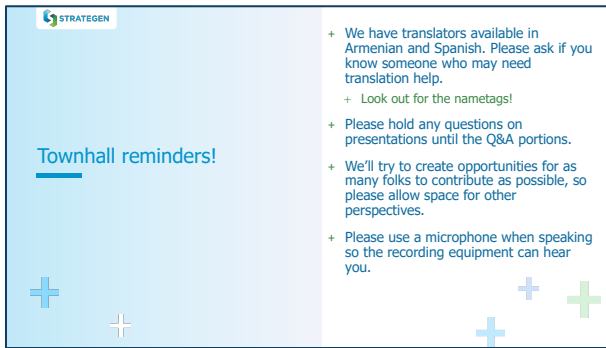 STRATEGEN
Townhall reminders!
+ We have translators available in
Armenian and Spanish. Please ask if you
know someone who may need
translation help.
+ Look out for the nametags!
+ Please hold any questions on
presentations until the Q&A portions.
+ We'll try to create opportunities for as
many folks to contribute as possible, so
please allow space for other
perspectives.
+ Please use a microphone when speaking
so the recording equipment can hear
you.